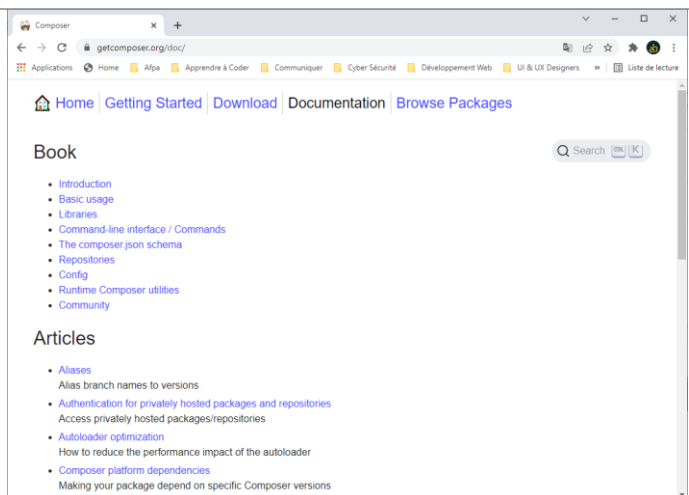 Composer
getcomposer.org/doc/
Applications Home Afpa Apprendre à Coder Communiquer Cyber Sécurité Développement Web UI & UX Designers » Liste de lecture
Home Getting Started Download Documentation Browse Packages
Book
Search K
Introduction
Basic usage
Libraries
Command-line interface / Commands
The composer.json schema
Repositories
Config
Runtime Composer utilities
Community
Articles
Aliases
Alias branch names to versions
Authentication for privately hosted packages and repositories
Access privately hosted packages/repositories
Autoloader optimization
How to reduce the performance impact of the autoloader
Composer platform dependencies
Making your package depend on specific Composer versions